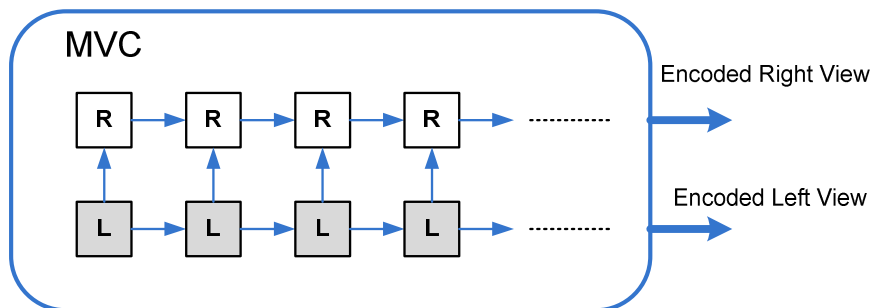 MVC
Encoded Right View
R R R R
Encoded Left View
L L L L